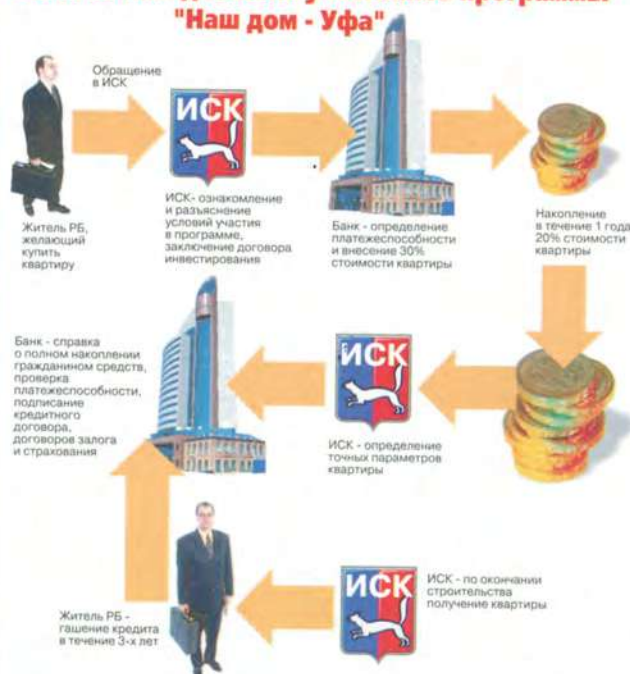 "Наш дом - Уфа"
Обращение
в ИСК
ИСК
Житель РБ,
желающий
купить
квартиру
ИСК- ознакомление
и разъяснение
условий участия
в программе,
заключение договора
инвестирования
Банк - определение
платежеспособности
и внесение 30%
стоимости квартиры
Накопление
в течение 1 года
20% стоимости
квартиры
Банк - справка
о полном накоплении
гражданином средств,
проверка
платежеспособности,
подписание
кредитного
договора,
договоров залога
и страхования
ИСК
ИСК - определение
точных параметров
квартиры
Житель РБ -
гашение кредита
в течение 3-х лет
ИСК
ИСК - по окончании
строительства
получение квартиры